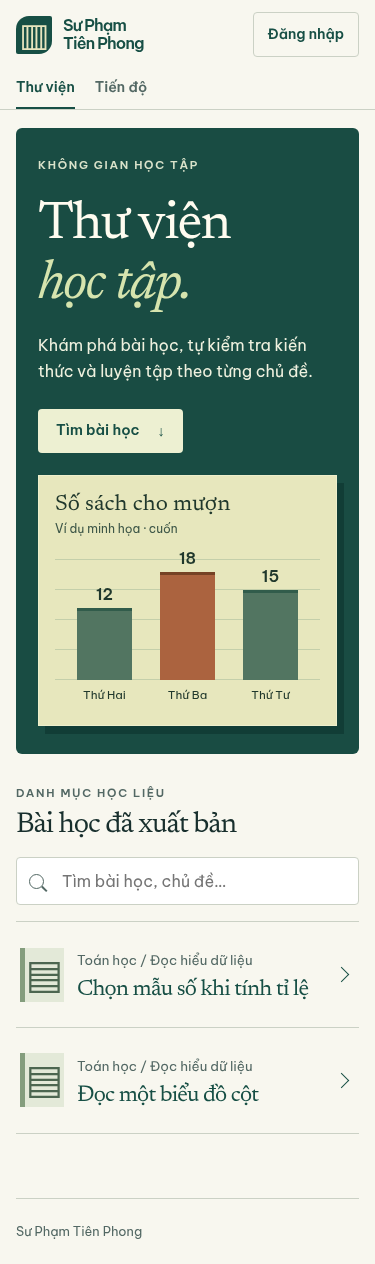 Sư Phạm
Tiên Phong
Đăng nhập
Thư viện
Tiến độ
KHÔNG GIAN HỌC TẬP
Thư viện
học tập.
Khám phá bài học, tự kiểm tra kiến
thức và luyện tập theo từng chủ đề.
Tìm bài học ↓
Số sách cho mượn
Ví dụ minh họa · cuốn
12
18
15
Thứ Hai
Thứ Ba
Thứ Tư
DANH MỤC HỌC LIỆU
Bài học đã xuất bản
Tìm bài học, chủ đề...
Toán học / Đọc hiểu dữ liệu
Chọn mẫu số khi tính tỉ lệ
Toán học / Đọc hiểu dữ liệu
Đọc một biểu đồ cột
Sư Phạm Tiên Phong